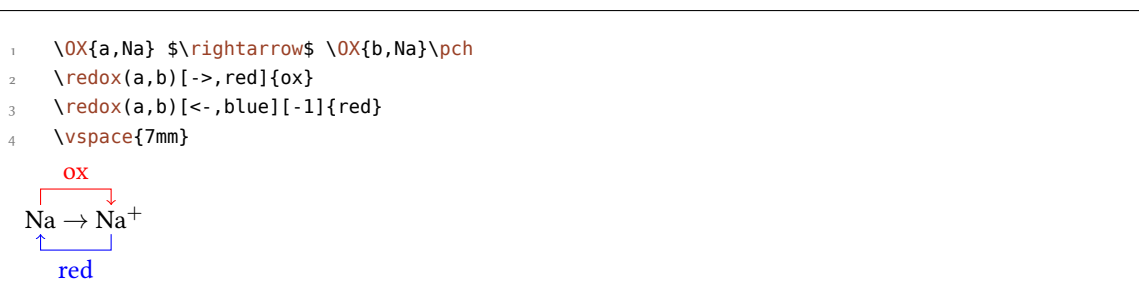 1 \OX{a,Na} $\rightarrow$ \OX{b,Na}\pch
2 \redox(a,b)[->,red]{ox}
3 \redox(a,b)[<-,blue][-1]{red}
4 \vspace{7mm}
ox
Na → Na⁺
red